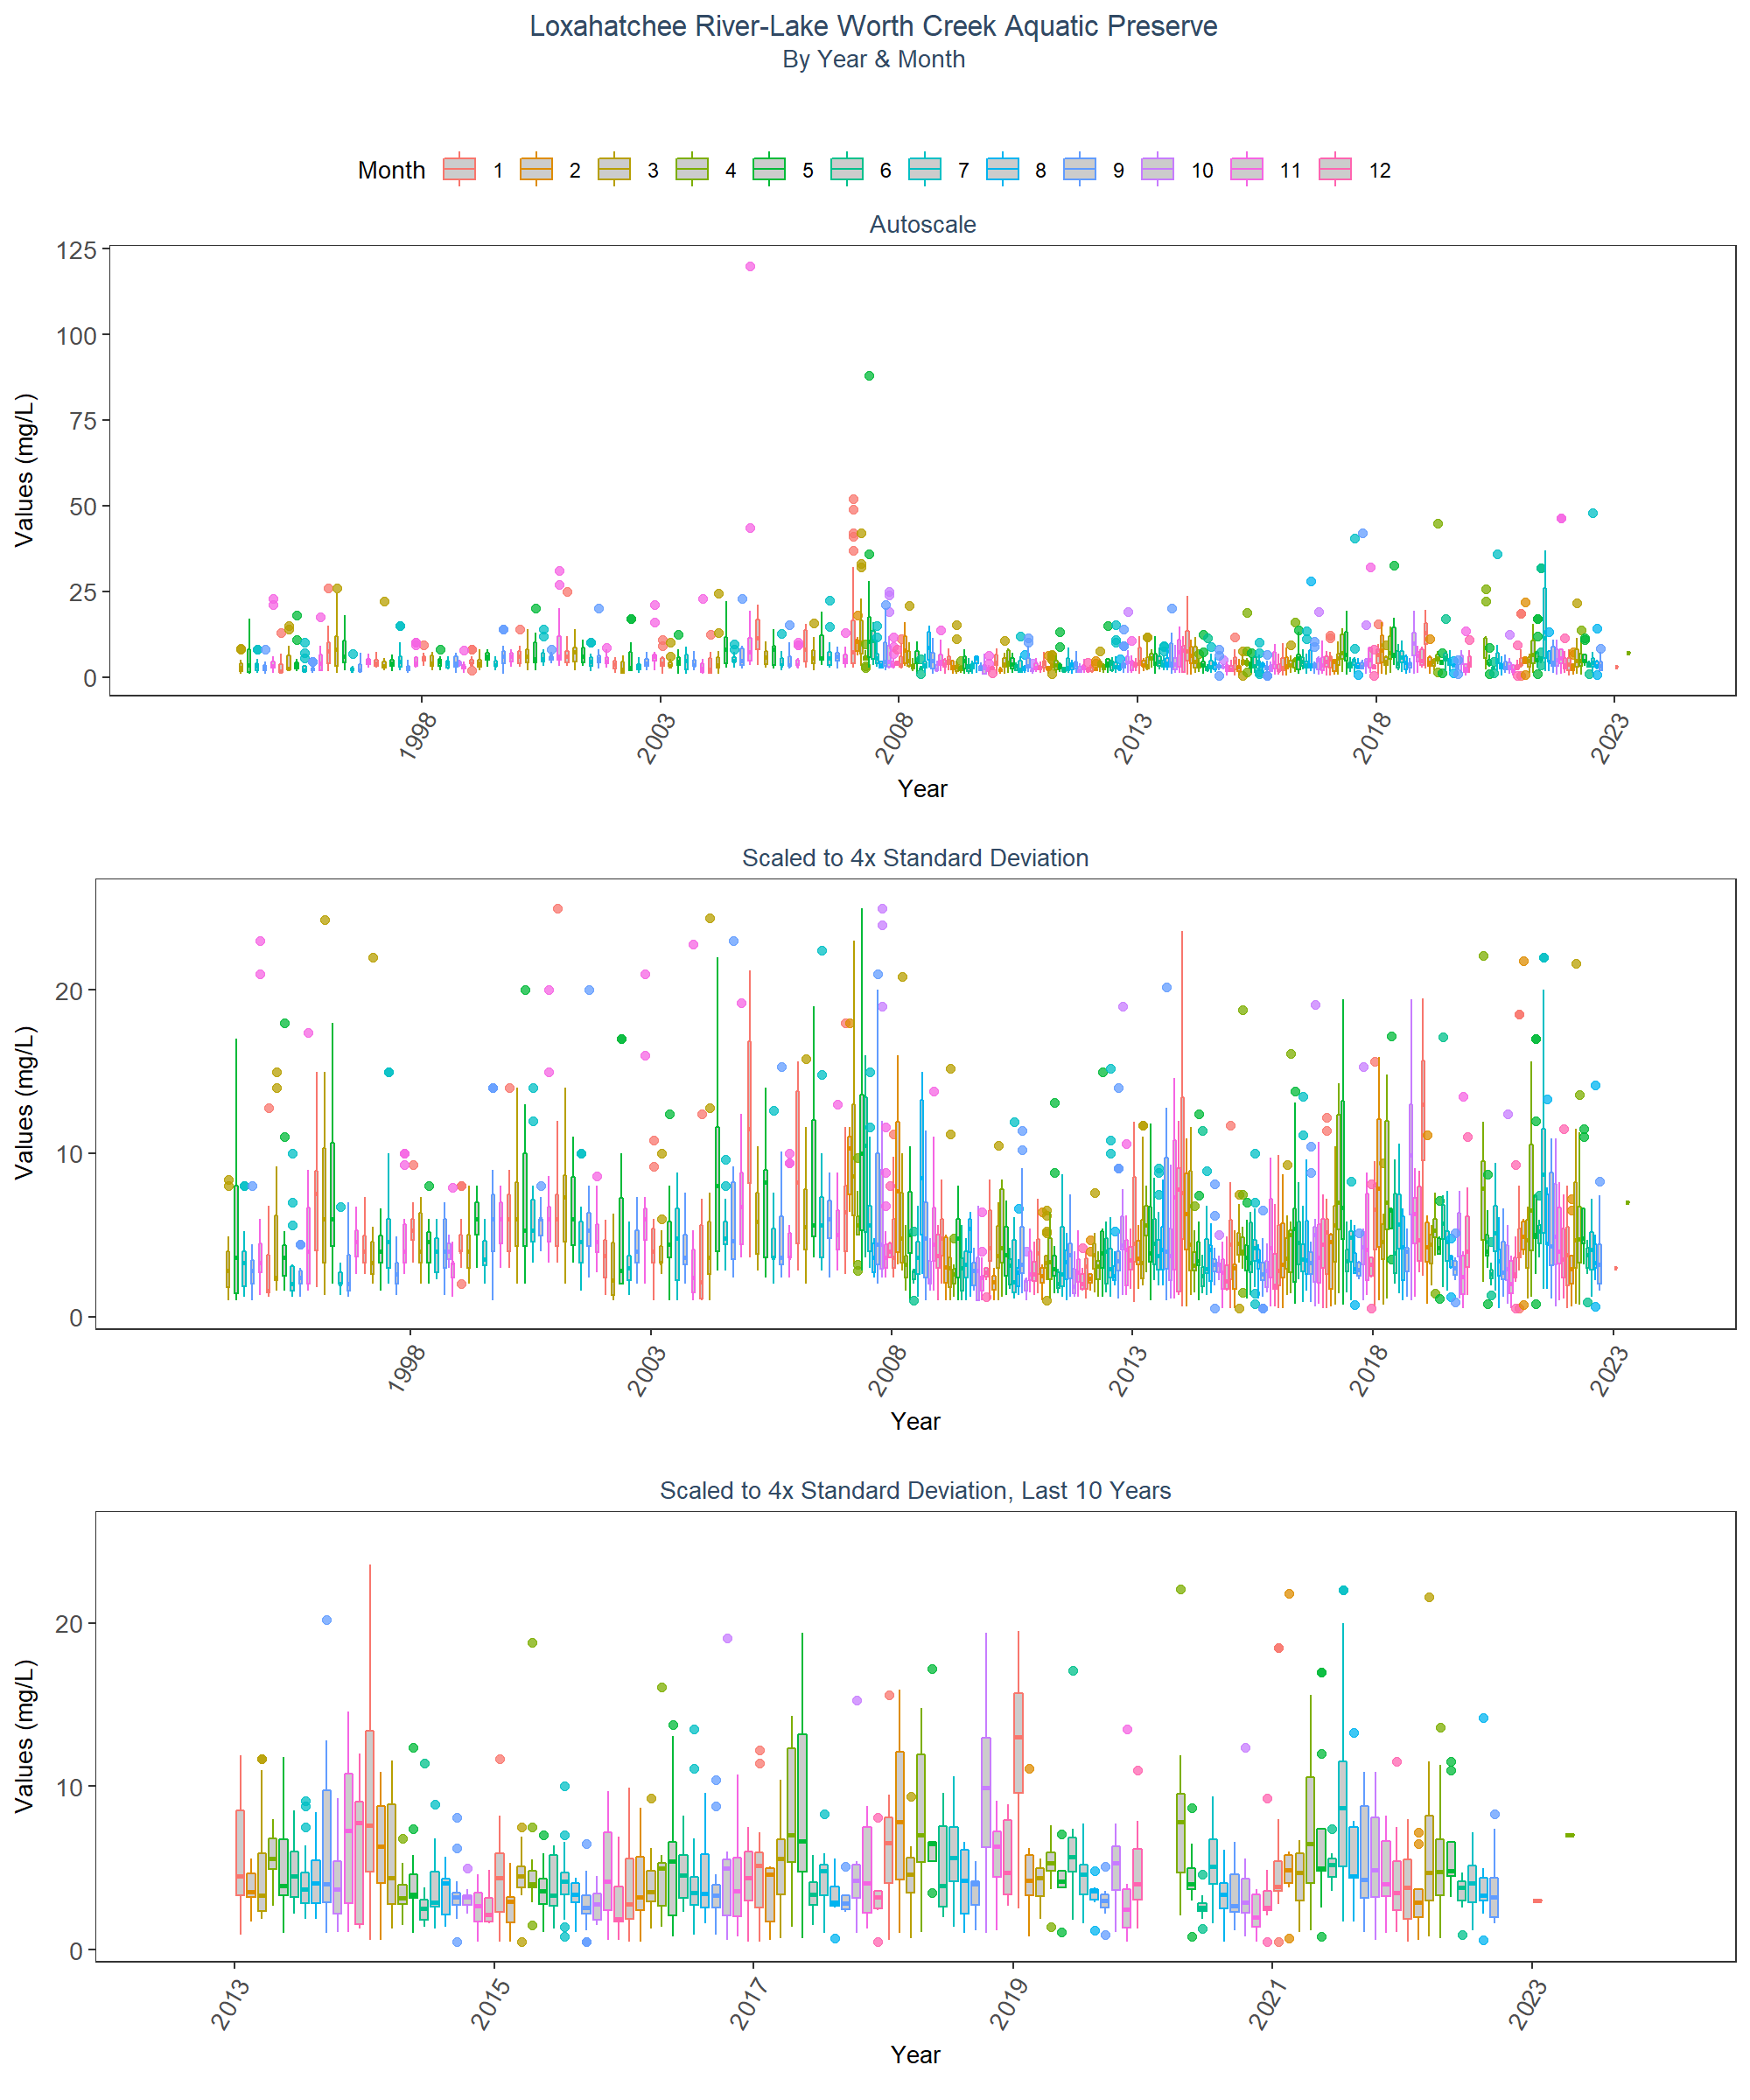 Loxahatchee River-Lake Worth Creek Aquatic Preserve
By Year & Month
Month 1 2 3 4 5 6 7 8 9 10 11 12
Autoscale
Values (mg/L)
125
100
75
50
25
0
1998 2003 2008 2013 2018 2023
Year
Scaled to 4x Standard Deviation
Values (mg/L)
20
10
0
1998 2003 2008 2013 2018 2023
Year
Scaled to 4x Standard Deviation, Last 10 Years
Values (mg/L)
20
10
0
2013 2015 2017 2019 2021 2023
Year